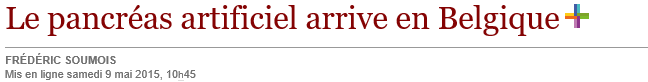 Le pancréas artificiel arrive en Belgique
FRÉDÉRIC SOUMOIS
Mis en ligne samedi 9 mai 2015, 10h45